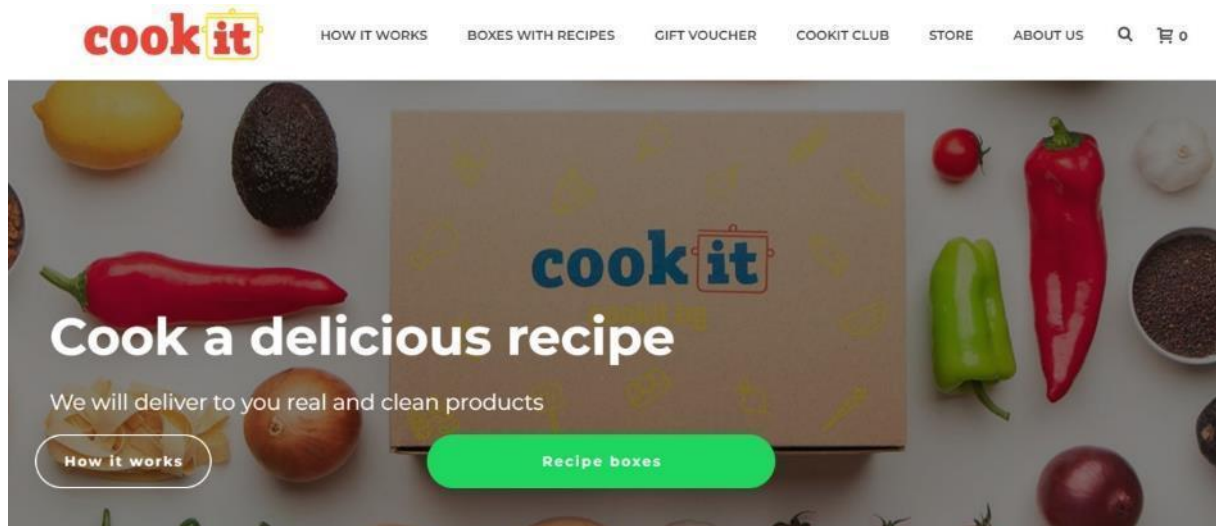 cook it
HOW IT WORKS
BOXES WITH RECIPES
GIFT VOUCHER
COOKIT CLUB
STORE
ABOUT US
0
cook it
Cook a delicious recipe
We will deliver to you real and clean products
How it works
Recipe boxes